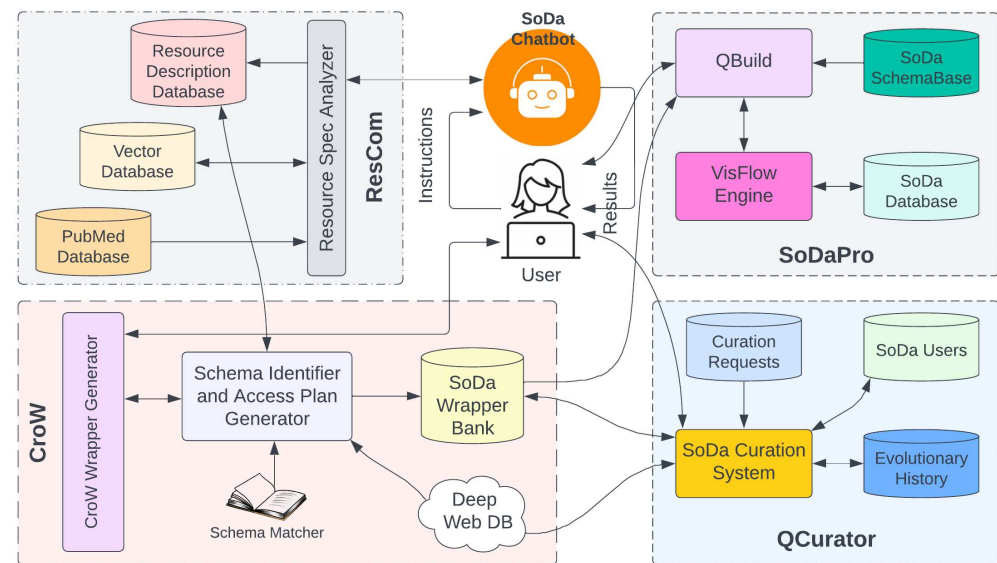 Resource
Description
Database
Vector
Database
PubMed
Database
Resource Spec Analyzer
ResCom
SoDa
Chatbot
Instructions
Results
User
QBuild
SoDa
SchemaBase
VisFlow
Engine
SoDa
Database
SoDaPro
CroW
CroW Wrapper Generator
Schema Identifier
and Access Plan
Generator
SoDa
Wrapper
Bank
Schema Matcher
Deep
Web DB
Curation
Requests
SoDa Users
SoDa Curation
System
Evolutionary
History
QCurator